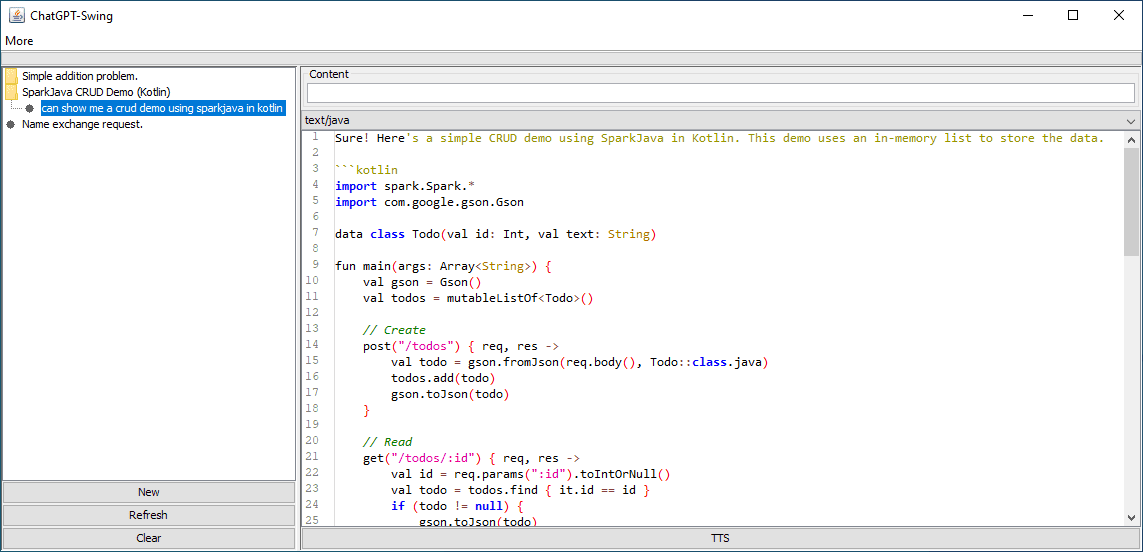 ChatGPT-Swing
More
Simple addition problem.
SparkJava CRUD Demo (Kotlin)
can show me a crud demo using sparkjava in kotlin
Name exchange request.
New
Refresh
Clear
Content
text/java
1 Sure! Here's a simple CRUD demo using SparkJava in Kotlin. This demo uses an in-memory list to store the data.
2
3 ```kotlin
4 import spark.Spark.*
5 import com.google.gson.Gson
6
7 data class Todo(val id: Int, val text: String)
8
9 fun main(args: Array<String>) {
10     val gson = Gson()
11     val todos = mutableListOf<Todo>()
12
13     // Create
14     post("/todos") { req, res ->
15         val todo = gson.fromJson(req.body(), Todo::class.java)
16         todos.add(todo)
17         gson.toJson(todo)
18     }
19
20     // Read
21     get("/todos/:id") { req, res ->
22         val id = req.params(":id").toIntOrNull()
23         val todo = todos.find { it.id == id }
24         if (todo != null) {
25             gson.toJson(todo)
TTS